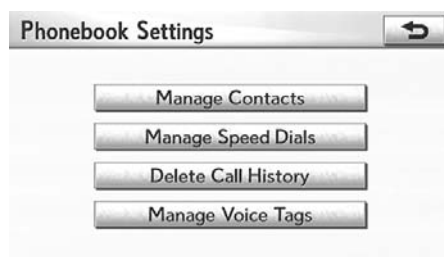 Phonebook Settings
Manage Contacts
Manage Speed Dials
Delete Call History
Manage Voice Tags